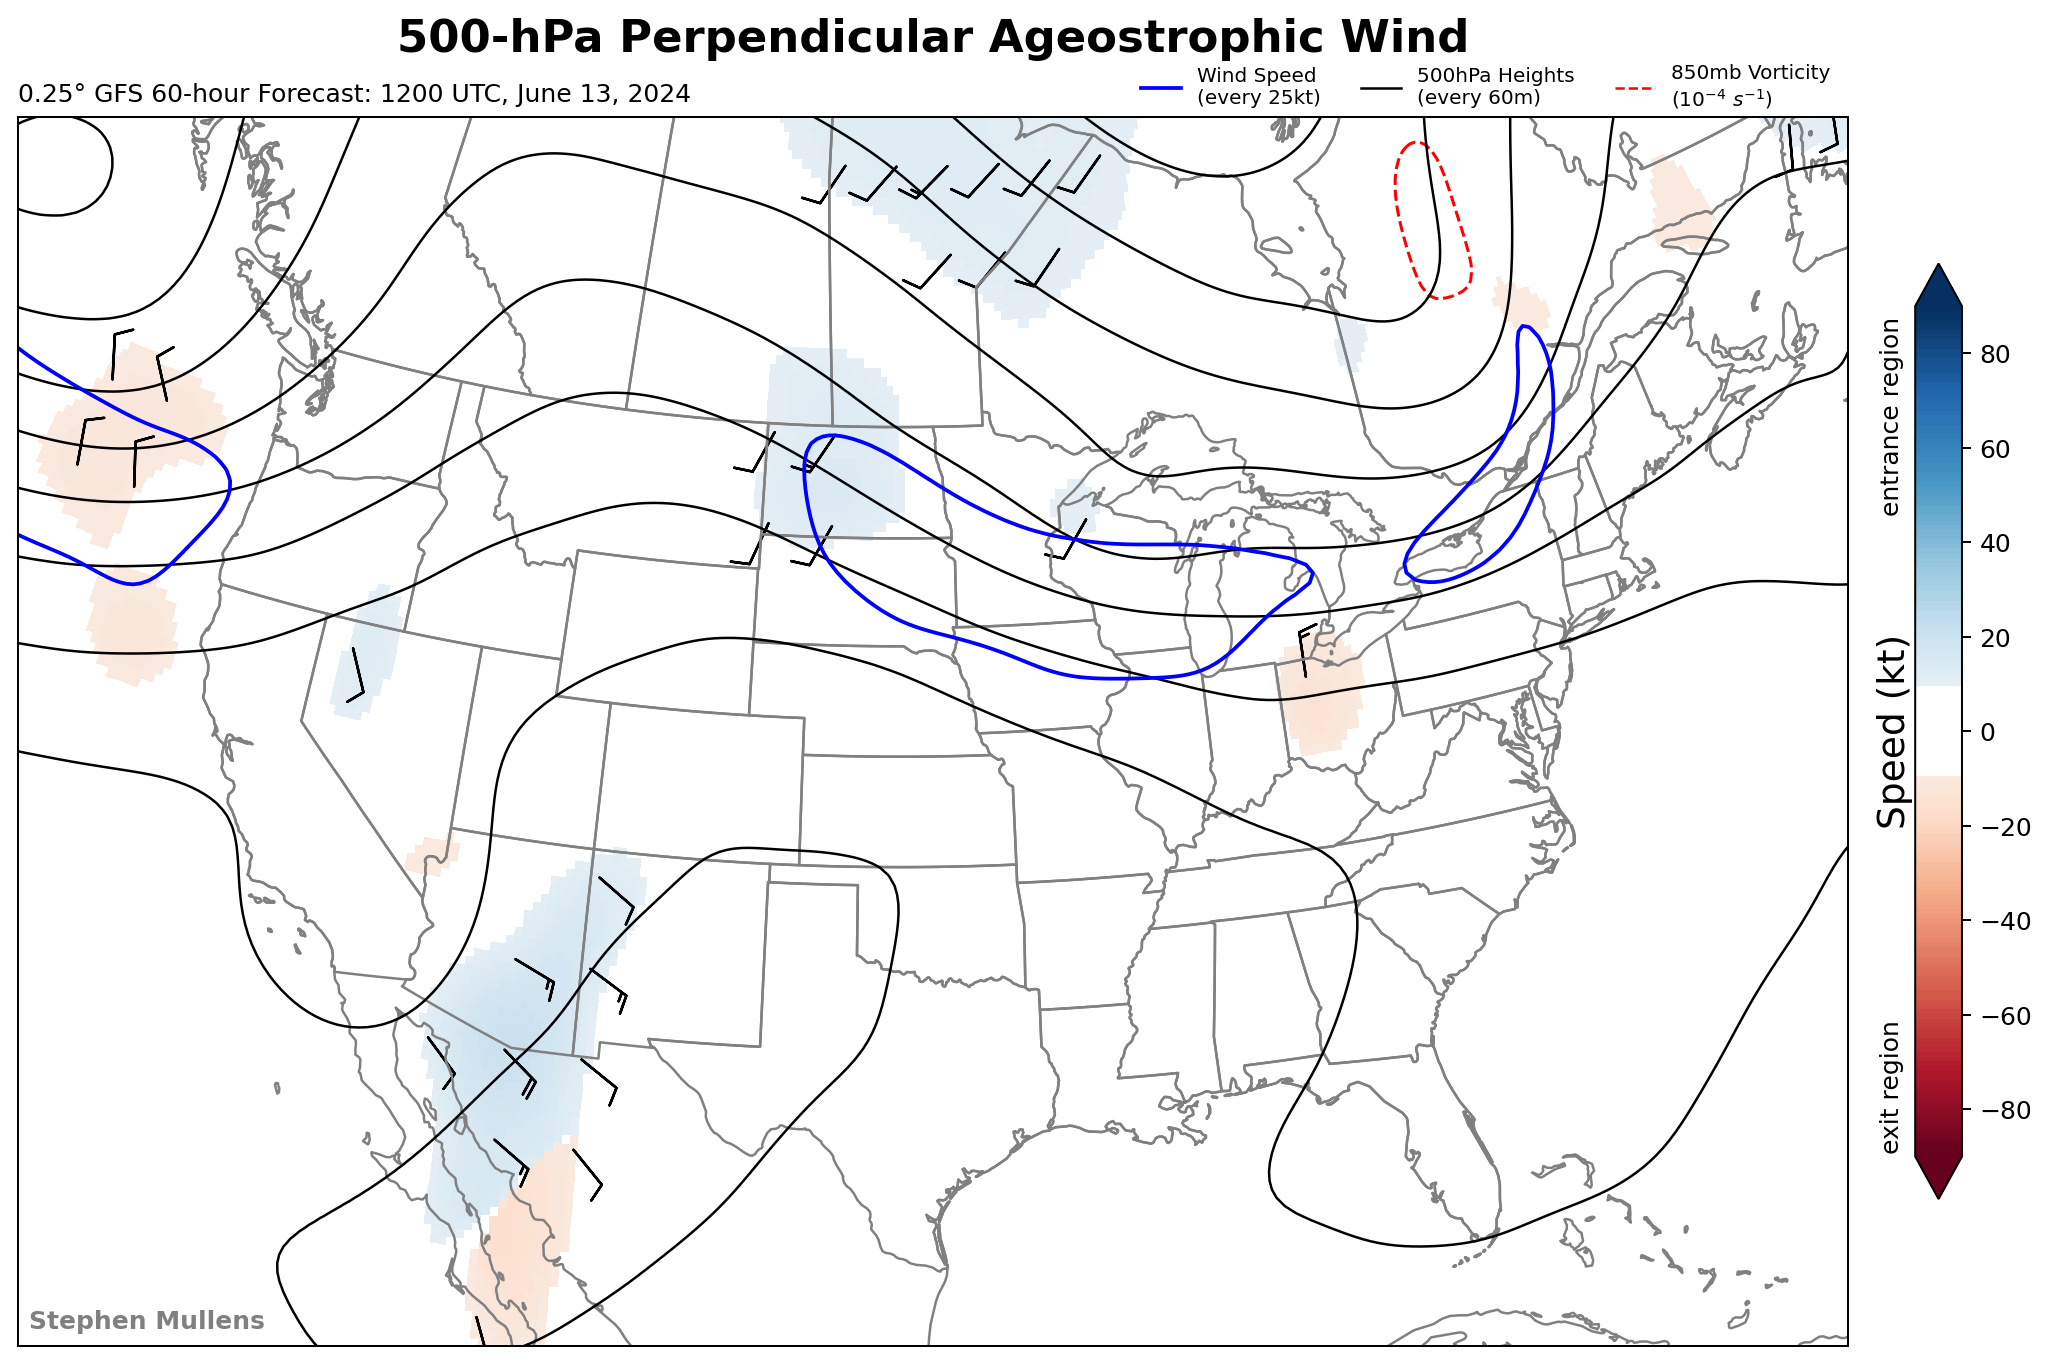 500-hPa Perpendicular Ageostrophic Wind
0.25° GFS 60-hour Forecast: 1200 UTC, June 13, 2024
Wind Speed
(every 25kt)
500hPa Heights
(every 60m)
850mb Vorticity
(10⁻⁴ s⁻¹)
entrance region
Speed (kt)
exit region
80
60
40
20
0
−20
−40
−60
−80
Stephen Mullens